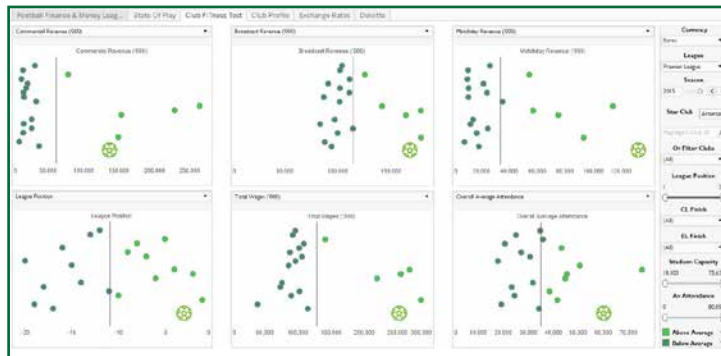 Football Finance & Money Leag... State Of Play Club Fitness Test Club Profile Exchange Rates Deloitte
Commercial Revenue ('000) Broadcast Revenue ('000) Matchday Revenue ('000)
Commercial Revenue ('000) Broadcast Revenue ('000) Matchday Revenue ('000)
0 50,000 100,000 150,000 200,000 250,000
0 50,000 100,000 150,000
0 20,000 40,000 60,000 80,000 100,000 120,000
League Position Total Wages ('000) Overall Average Attendance
League Position Total Wages ('000) Overall Average Attendance
-20 -15 -10 -5 0
0 50,000 100,000 150,000 200,000 250,000 300,000
0 10,000 20,000 30,000 40,000 50,000 60,000 70,000
Currency
Euros
League
Premier League
Season
2015
Star Club
Or Filter Clubs
(All)
League Position
1
CL Finish
(All)
EL Finish
(All)
Stadium Capacity
Av Attendance
0
Above Average
Below Average